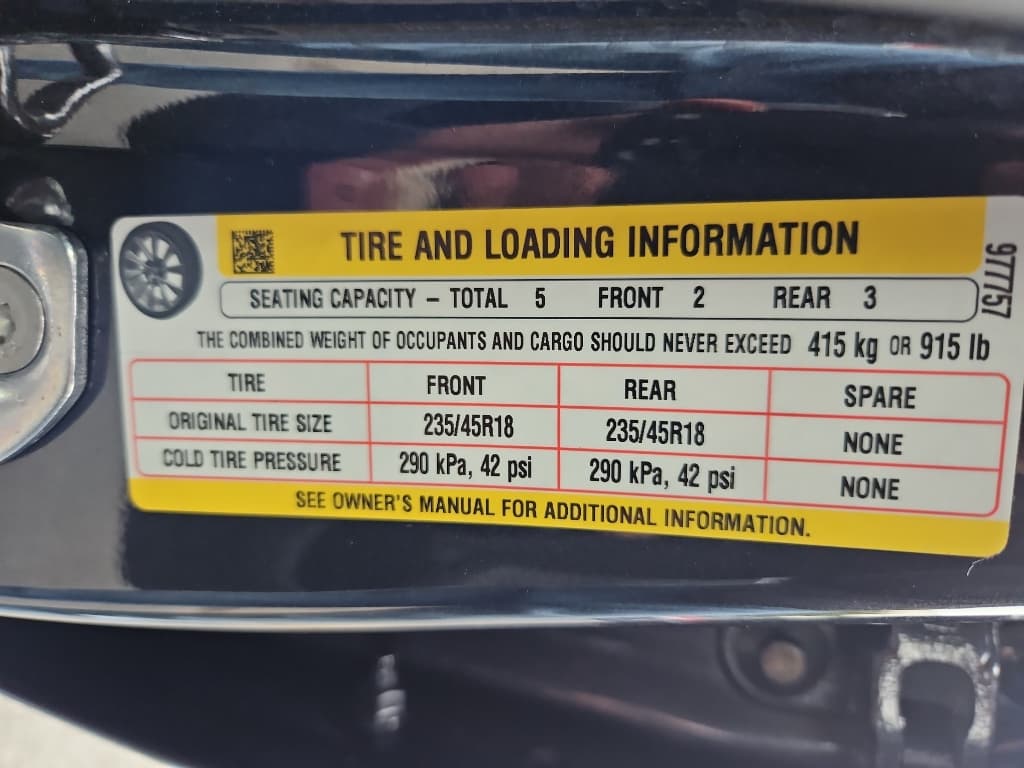 TIRE AND LOADING INFORMATION
SEATING CAPACITY – TOTAL 5 FRONT 2 REAR 3
THE COMBINED WEIGHT OF OCCUPANTS AND CARGO SHOULD NEVER EXCEED 415 kg OR 915 lb
TIRE FRONT REAR SPARE
ORIGINAL TIRE SIZE 235/45R18 235/45R18 NONE
COLD TIRE PRESSURE 290 kPa, 42 psi 290 kPa, 42 psi NONE
SEE OWNER'S MANUAL FOR ADDITIONAL INFORMATION.
977757